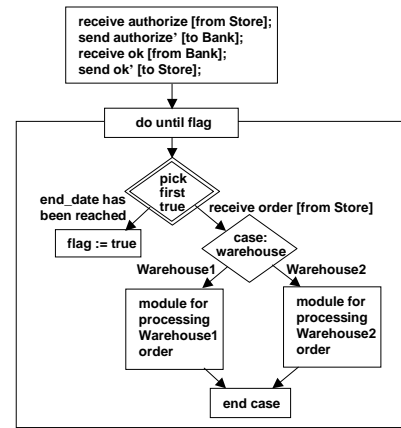 receive authorize [from Store];
send authorize' [to Bank];
receive ok [from Bank];
send ok' [to Store];
do until flag
pick
first
true
end_date has
been reached
receive order [from Store]
flag := true
case:
warehouse
Warehouse1
Warehouse2
module for
processing
Warehouse1
order
module for
processing
Warehouse2
order
end case